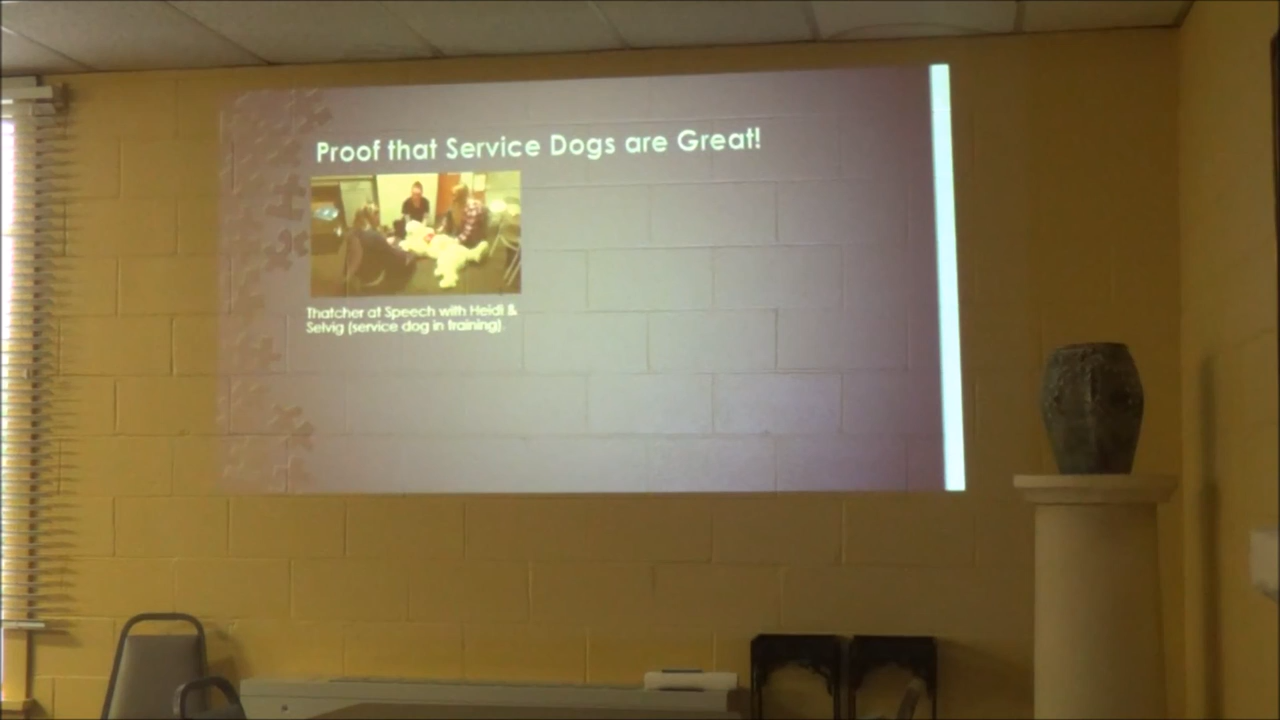 Proof that Service Dogs are Great!
Thatcher at Speech with Heidi &
Selvig (service dog in training).